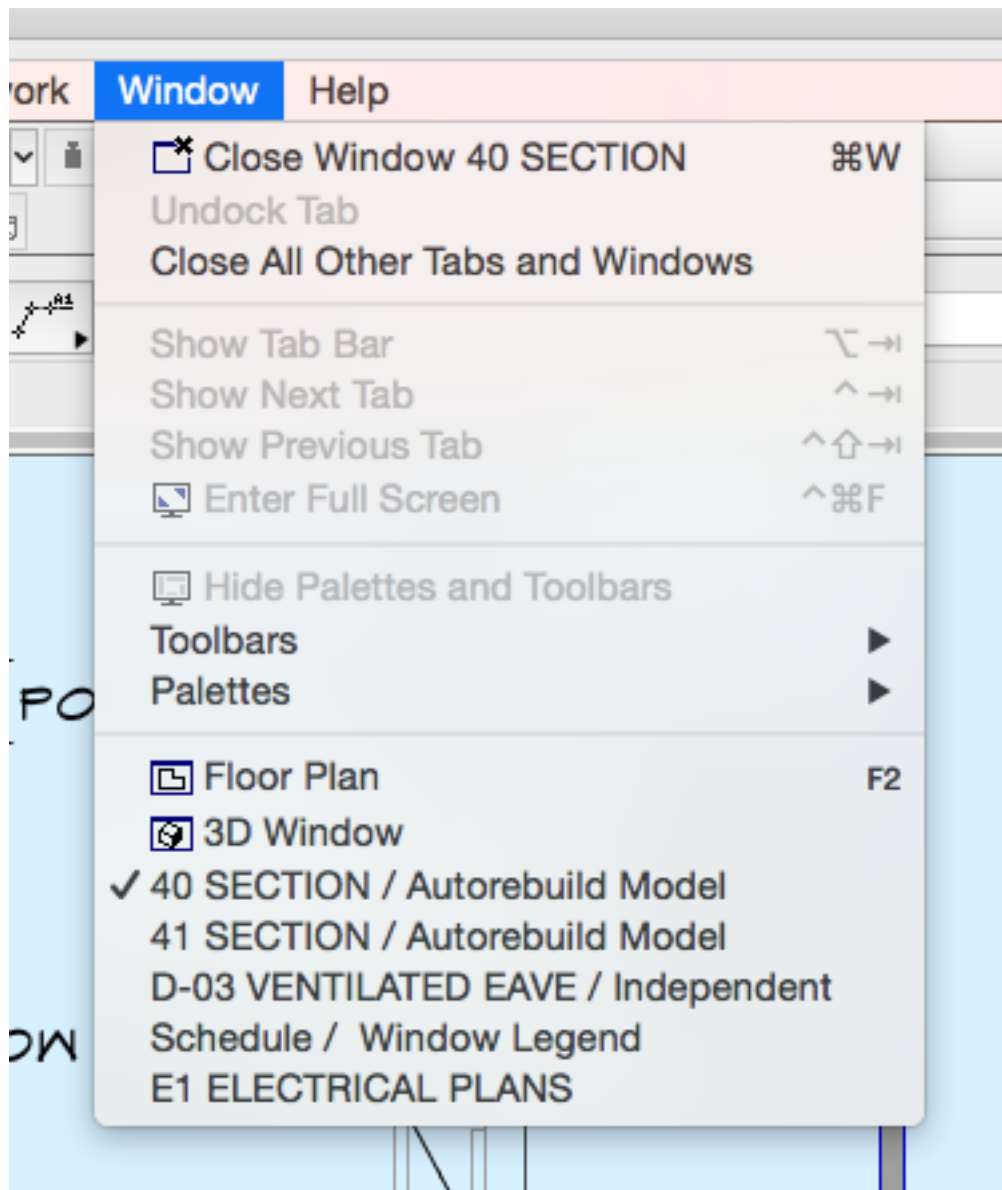 ork Window Help
Close Window 40 SECTION ⌘W
Undock Tab
Close All Other Tabs and Windows
A1
Show Tab Bar ⌥⇥
Show Next Tab ^⇥
Show Previous Tab ^⇧⇥
Enter Full Screen ^⌘F
Hide Palettes and Toolbars
Toolbars
Palettes
PO
Floor Plan F2
3D Window
✓ 40 SECTION / Autorebuild Model
41 SECTION / Autorebuild Model
D-03 VENTILATED EAVE / Independent
Schedule / Window Legend
OW
E1 ELECTRICAL PLANS